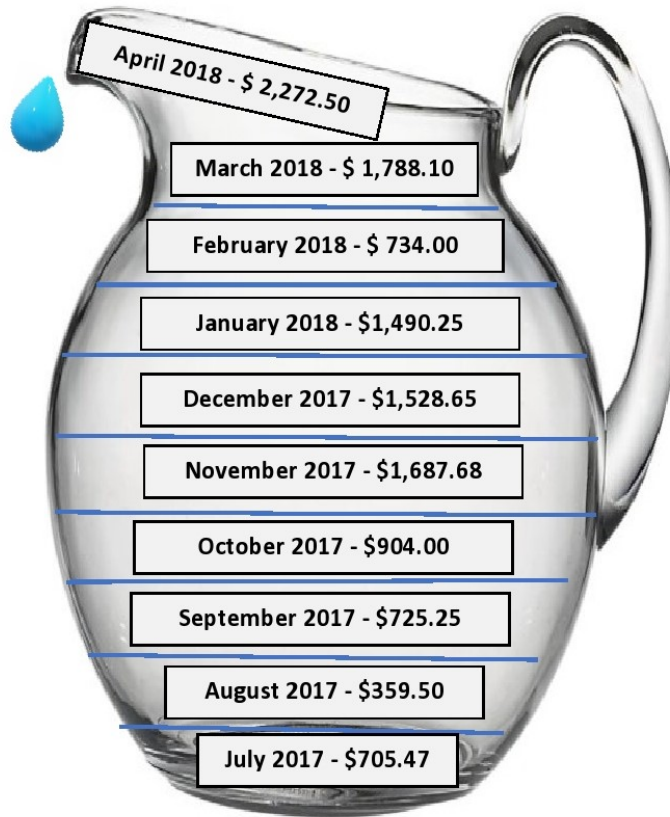 April 2018 - $ 2,272.50
March 2018 - $ 1,788.10
February 2018 - $ 734.00
January 2018 - $1,490.25
December 2017 - $1,528.65
November 2017 - $1,687.68
October 2017 - $904.00
September 2017 - $725.25
August 2017 - $359.50
July 2017 - $705.47